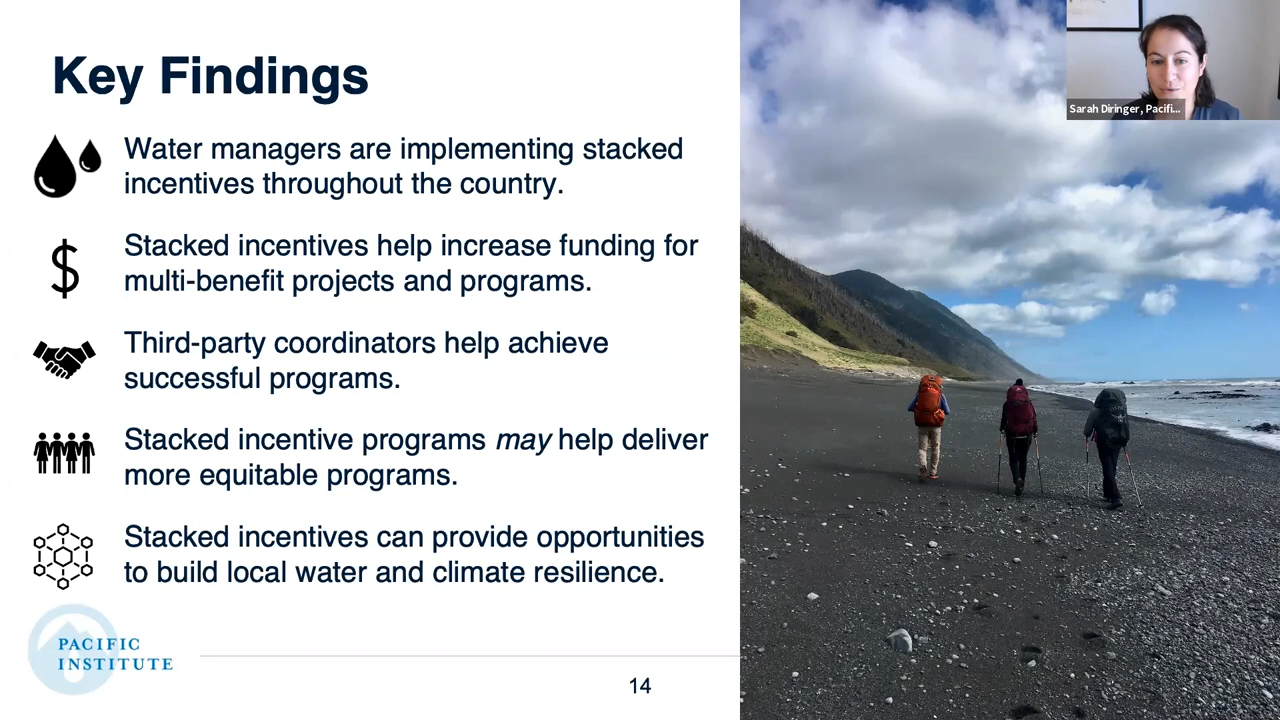 Key Findings
Water managers are implementing stacked
incentives throughout the country.
Stacked incentives help increase funding for
multi-benefit projects and programs.
Third-party coordinators help achieve
successful programs.
Stacked incentive programs may help deliver
more equitable programs.
Stacked incentives can provide opportunities
to build local water and climate resilience.
PACIFIC
INSTITUTE
14
Sarah Diringer, Pacifi...